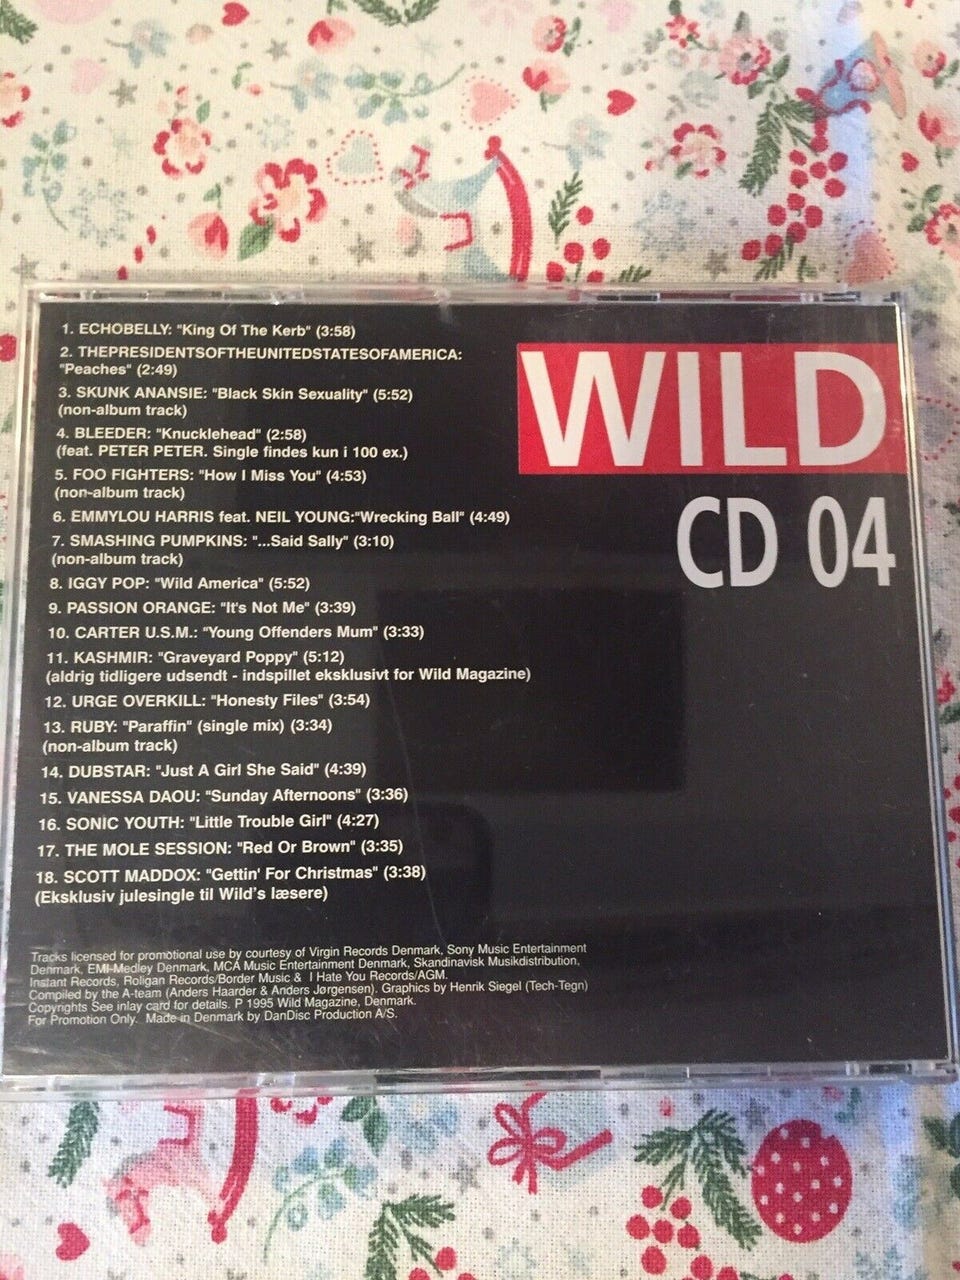 1. ECHOBELLY: "King Of The Kerb" (3:58)
2. THEPRESIDENTSOFTHEUNITEDSTATESOFAMERICA:
"Peaches" (2:49)
3. SKUNK ANANSIE: "Black Skin Sexuality" (5:52)
(non-album track)
4. BLEEDER: "Knucklehead" (2:58)
(feat. PETER PETER. Single findes kun i 100 ex.)
5. FOO FIGHTERS: "How I Miss You" (4:53)
(non-album track)
6. EMMYLOU HARRIS feat. NEIL YOUNG:"Wrecking Ball" (4:49)
7. SMASHING PUMPKINS: "...Said Sally" (3:10)
(non-album track)
8. IGGY POP: "Wild America" (5:52)
9. PASSION ORANGE: "It's Not Me" (3:39)
10. CARTER U.S.M.: "Young Offenders Mum" (3:33)
11. KASHMIR: "Graveyard Poppy" (5:12)
(aldrig tidligere udsendt - indspillet eksklusivt for Wild Magazine)
12. URGE OVERKILL: "Honesty Files" (3:54)
13. RUBY: "Paraffin" (single mix) (3:34)
(non-album track)
14. DUBSTAR: "Just A Girl She Said" (4:39)
15. VANESSA DAOU: "Sunday Afternoons" (3:36)
16. SONIC YOUTH: "Little Trouble Girl" (4:27)
17. THE MOLE SESSION: "Red Or Brown" (3:35)
18. SCOTT MADDOX: "Gettin' For Christmas" (3:38)
(Eksklusiv julesingle til Wild's læsere)
WILD
CD 04
Tracks licensed for promotional use by courtesy of Virgin Records Denmark, Sony Music Entertainment
Denmark, EMI-Medley Denmark, MCA Music Entertainment Denmark, Skandinavisk Musikdistribution,
Instant Records, Roligan Records/Border Music & I Hate You Records/AGM.
Compiled by the A-team (Anders Haarder & Anders Jørgensen). Graphics by Henrik Siegel (Tech-Tegn)
Copyrights See inlay card for details. P 1995 Wild Magazine, Denmark.
For Promotion Only. Made in Denmark by DanDisc Production A/S.